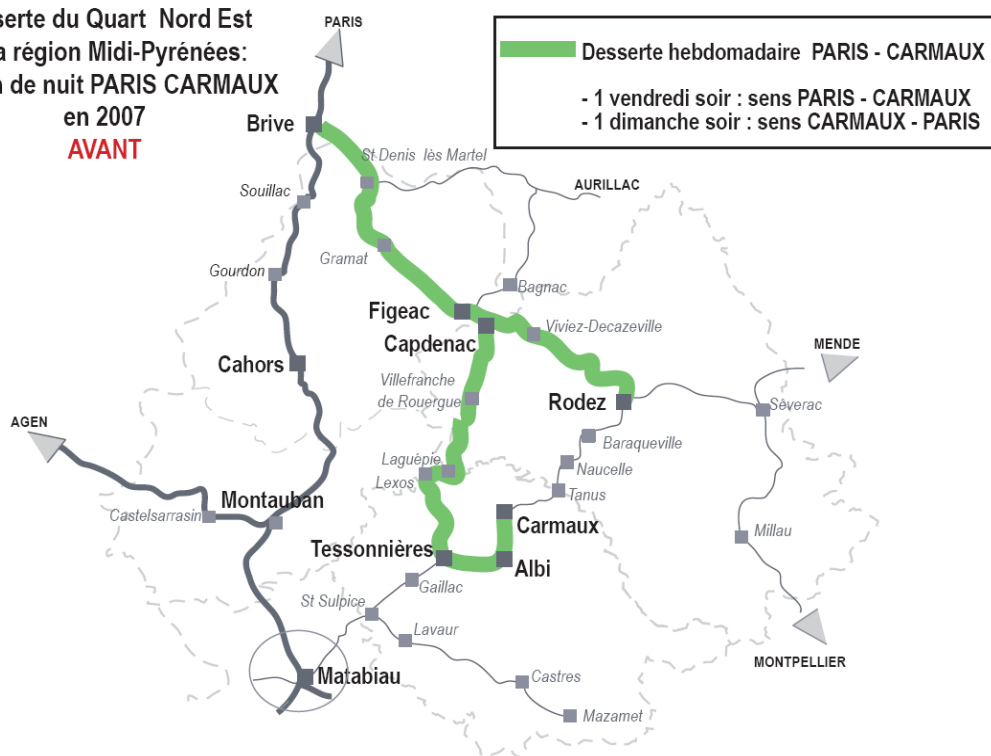 serte du Quart Nord Est
a région Midi-Pyrénées:
n de nuit PARIS CARMAUX
en 2007
AVANT
PARIS
Desserte hebdomadaire PARIS - CARMAUX
- 1 vendredi soir : sens PARIS - CARMAUX
- 1 dimanche soir : sens CARMAUX - PARIS
Brive
St Denis lès Martel
AURILLAC
Souillac
Gramat
Gourdon
Bagnac
Figeac
Capdenac
Viviez-Decazeville
MENDE
Cahors
Villefranche
de Rouergue
Rodez
Sèverac
AGEN
Baraqueville
Laguèpie
Lexos
Naucelle
Tanus
Montauban
Castelsarrasin
Carmaux
Millau
Tessonnières
Albi
Gaillac
St Sulpice
Lavaur
MONTPELLIER
Matabiau
Castres
Mazamet